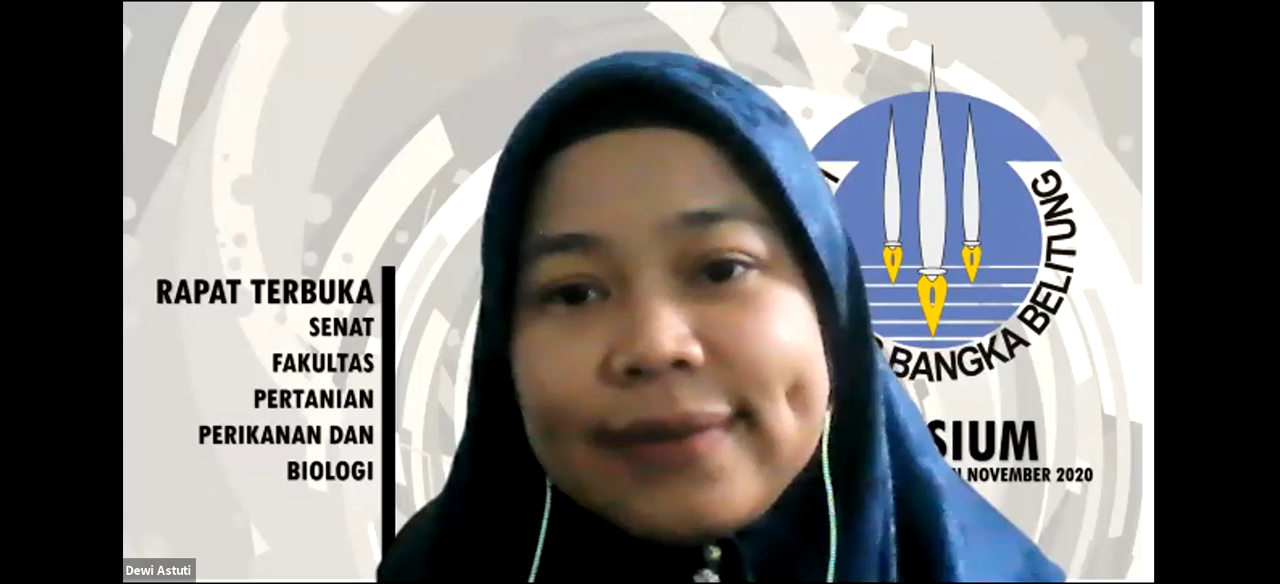 RAPAT TERBUKA
SENAT
FAKULTAS
PERTANIAN
PERIKANAN DAN
BIOLOGI
BANGKA BELITUNG
SIUM
NOVEMBER 2020
Dewi Astuti